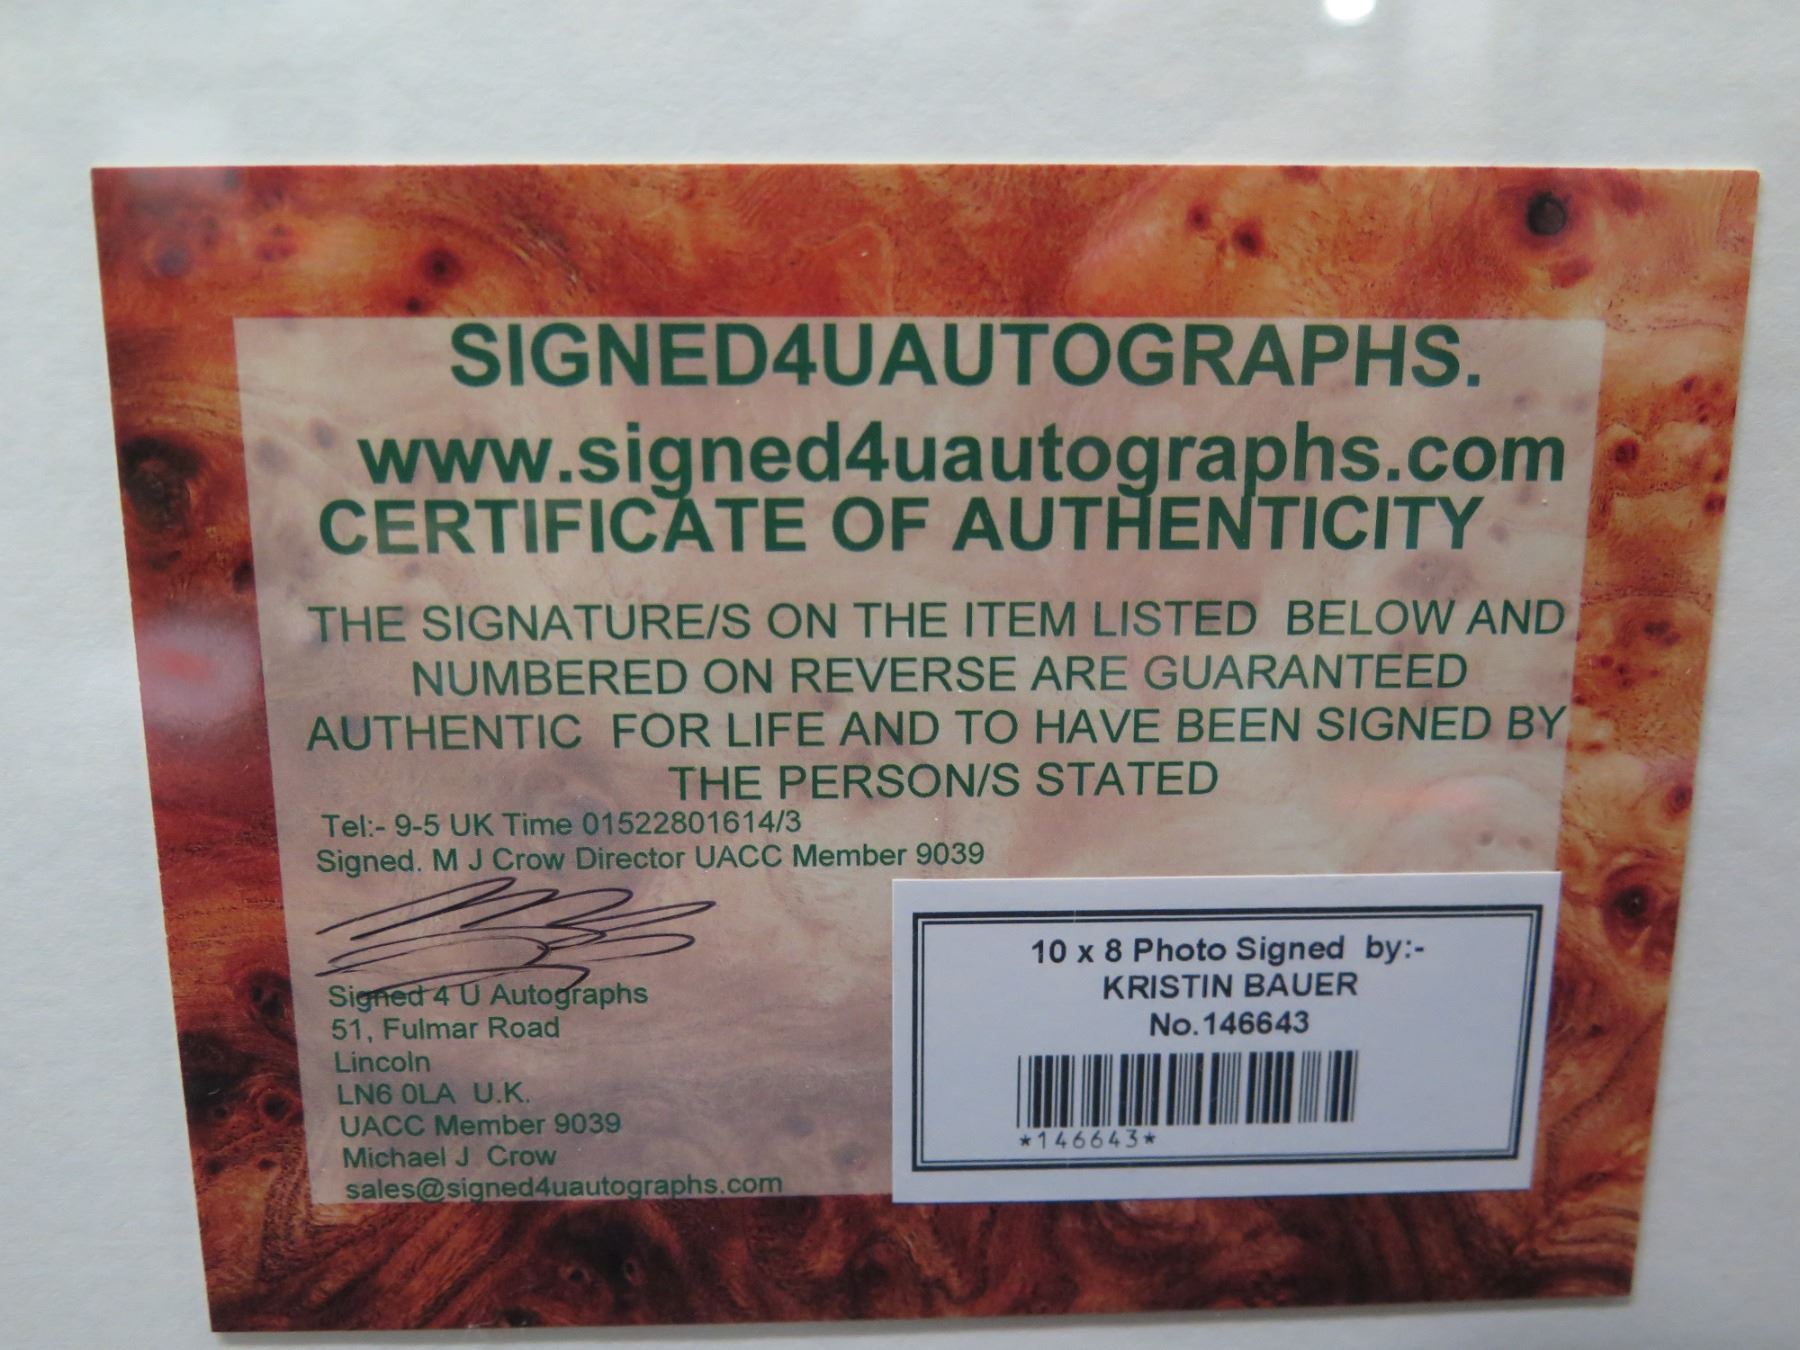 SIGNED4UAUTOGRAPHS.
www.signed4uautographs.com
CERTIFICATE OF AUTHENTICITY
THE SIGNATURE/S ON THE ITEM LISTED BELOW AND
NUMBERED ON REVERSE ARE GUARANTEED
AUTHENTIC FOR LIFE AND TO HAVE BEEN SIGNED BY
THE PERSON/S STATED
Tel:- 9-5 UK Time 01522801614/3
Signed. M J Crow Director UACC Member 9039
Signed 4 U Autographs
51, Fulmar Road
Lincoln
LN6 0LA U.K.
UACC Member 9039
Michael J Crow
sales@signed4uautographs.com
10 x 8 Photo Signed by:-
KRISTIN BAUER
No.146643
*146643*